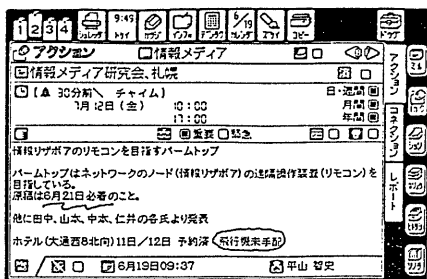 1 2 3 4
9:45
5/19
アクション
情報メディア
情報メディア研究会、札幌
[ 30分前 チャイム]
日・週間
7月12日(金) 10:00
月間
17:00
年間
重要 緊急
情報リザボアのリモコンを目指すパームトップ
パームトップはネットワークのノード(情報リザボア)の遠隔操作装置(リモコン)を
目指している。
原稿は6月21日必着のこと。
他に田中、山本、中本、仁井の各氏より発表
ホテル(大通西8北向)11日/12日 予約済 飛行機未手配
6月19日09:37
平山 智史
アクション
コネクション
レポート